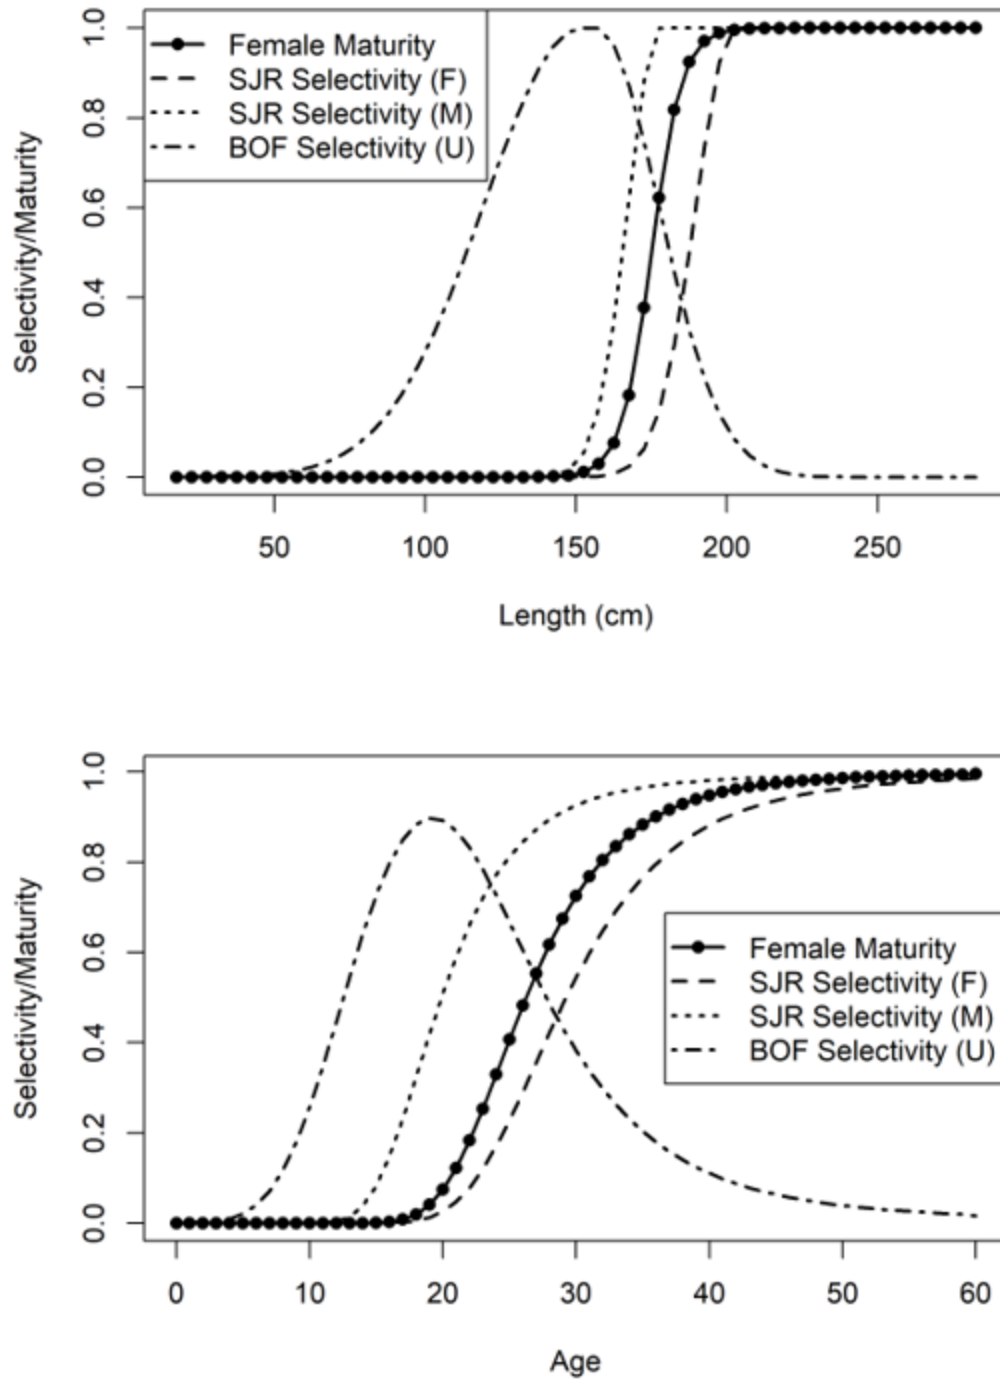 Selectivity/Maturity
1.0
0.8
0.6
0.4
0.2
0.0
Female Maturity
SJR Selectivity (F)
SJR Selectivity (M)
BOF Selectivity (U)
50 100 150 200 250
Length (cm)
Selectivity/Maturity
1.0
0.8
0.6
0.4
0.2
0.0
Female Maturity
SJR Selectivity (F)
SJR Selectivity (M)
BOF Selectivity (U)
0 10 20 30 40 50 60
Age